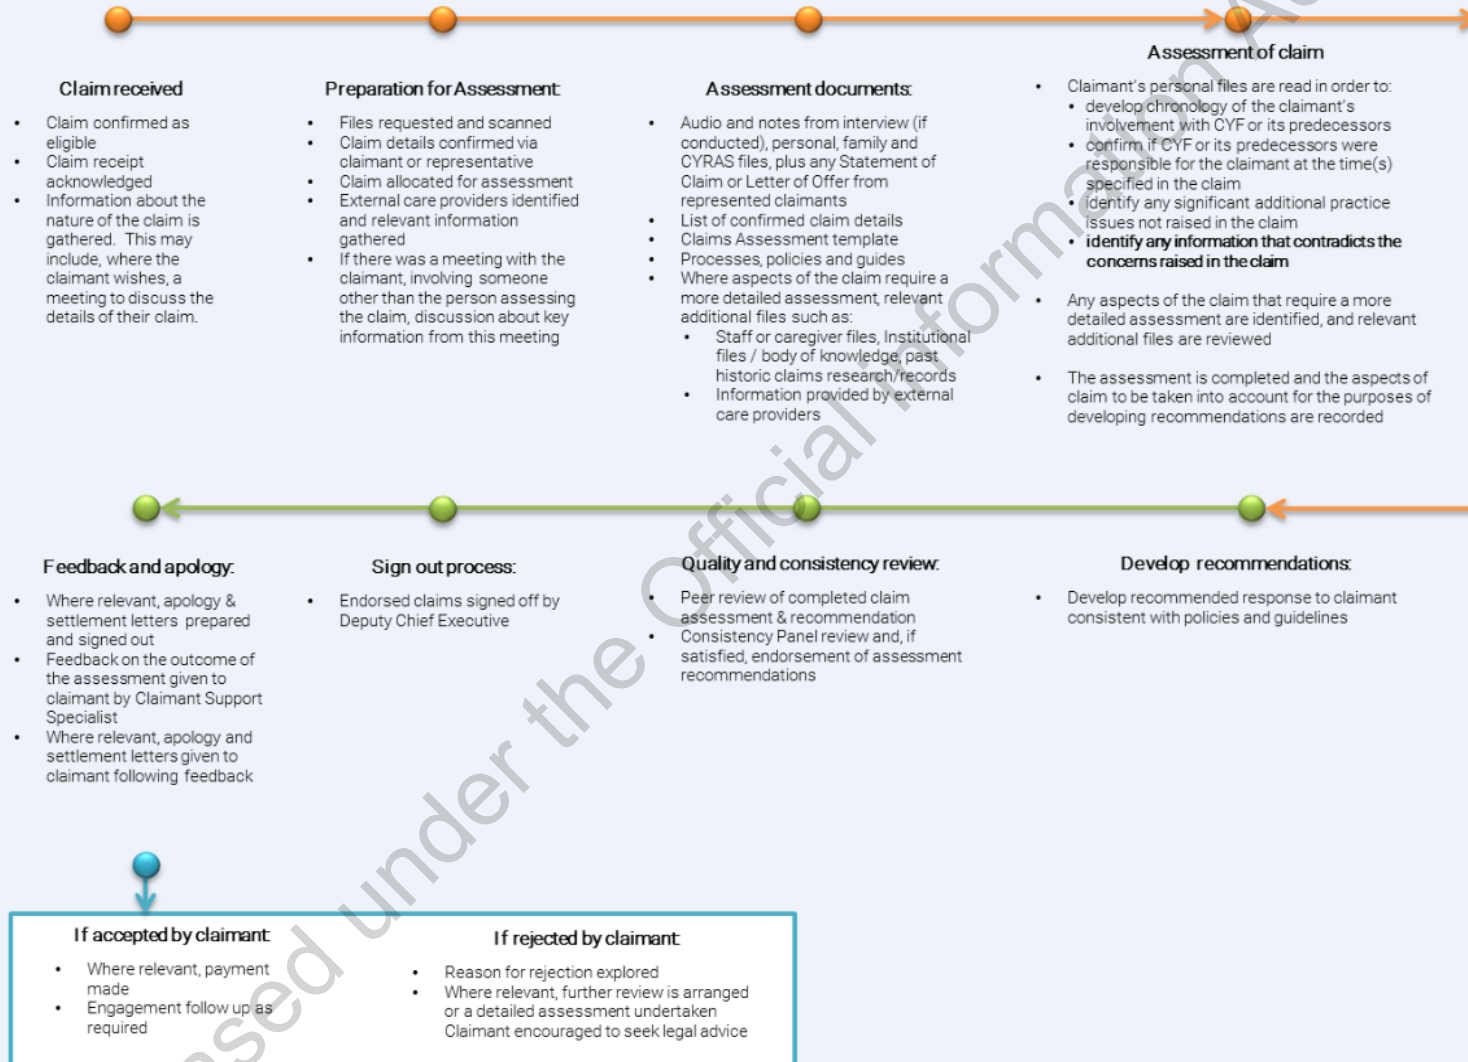 Claim received
• Claim confirmed as
eligible
• Claim receipt
acknowledged
• Information about the
nature of the claim is
gathered. This may
include, where the
claimant wishes, a
meeting to discuss the
details of their claim.
Preparation for Assessment:
• Files requested and scanned
• Claim details confirmed via
claimant or representative
• Claim allocated for assessment
• External care providers identified
and relevant information
gathered
• If there was a meeting with the
claimant, involving someone
other than the person assessing
the claim, discussion about key
information from this meeting
Assessment documents:
• Audio and notes from interview (if
conducted), personal, family and
CYRAS files, plus any Statement of
Claim or Letter of Offer from
represented claimants
• List of confirmed claim details
• Claims Assessment template
• Processes, policies and guides
• Where aspects of the claim require a
more detailed assessment, relevant
additional files such as:
• Staff or caregiver files, Institutional
files / body of knowledge, past
historic claims research/records
• Information provided by external
care providers
Assessment of claim
• Claimant's personal files are read in order to:
• develop chronology of the claimant's
involvement with CYF or its predecessors
• confirm if CYF or its predecessors were
responsible for the claimant at the time(s)
specified in the claim
• identify any significant additional practice
issues not raised in the claim
• identify any information that contradicts the
concerns raised in the claim
• Any aspects of the claim that require a more
detailed assessment are identified, and relevant
additional files are reviewed
• The assessment is completed and the aspects of
claim to be taken into account for the purposes of
developing recommendations are recorded
Feedback and apology:
• Where relevant, apology &
settlement letters prepared
and signed out
• Feedback on the outcome of
the assessment given to
claimant by Claimant Support
Specialist
• Where relevant, apology and
settlement letters given to
claimant following feedback
Sign out process:
• Endorsed claims signed off by
Deputy Chief Executive
Quality and consistency review:
• Peer review of completed claim
assessment & recommendation
• Consistency Panel review and, if
satisfied, endorsement of assessment
recommendations
Develop recommendations:
• Develop recommended response to claimant
consistent with policies and guidelines
If accepted by claimant:
• Where relevant, payment
made
• Engagement follow up as
required
If rejected by claimant:
• Reason for rejection explored
• Where relevant, further review is arranged
or a detailed assessment undertaken
Claimant encouraged to seek legal advice
under the Official Information